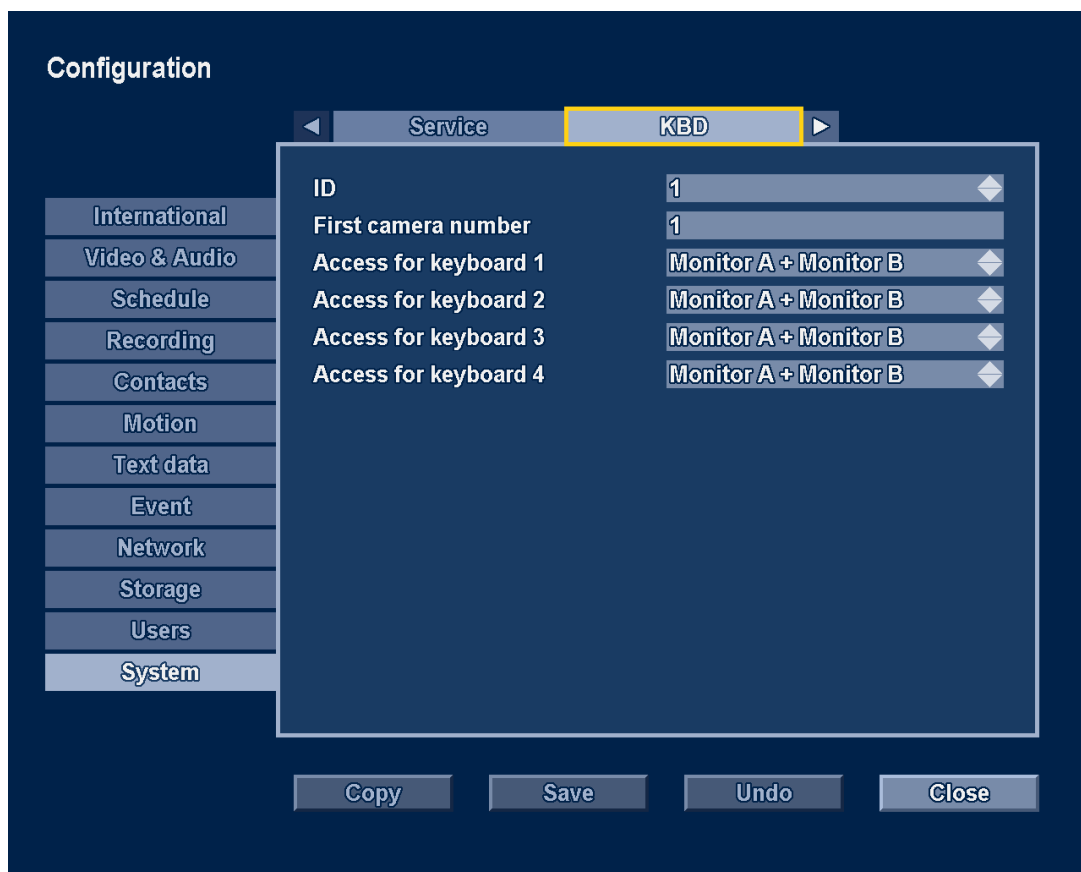 Configuration
Service KBD
ID 1
First camera number 1
Access for keyboard 1 Monitor A + Monitor B
Access for keyboard 2 Monitor A + Monitor B
Access for keyboard 3 Monitor A + Monitor B
Access for keyboard 4 Monitor A + Monitor B
International
Video & Audio
Schedule
Recording
Contacts
Motion
Text data
Event
Network
Storage
Users
System
Copy Save Undo Close